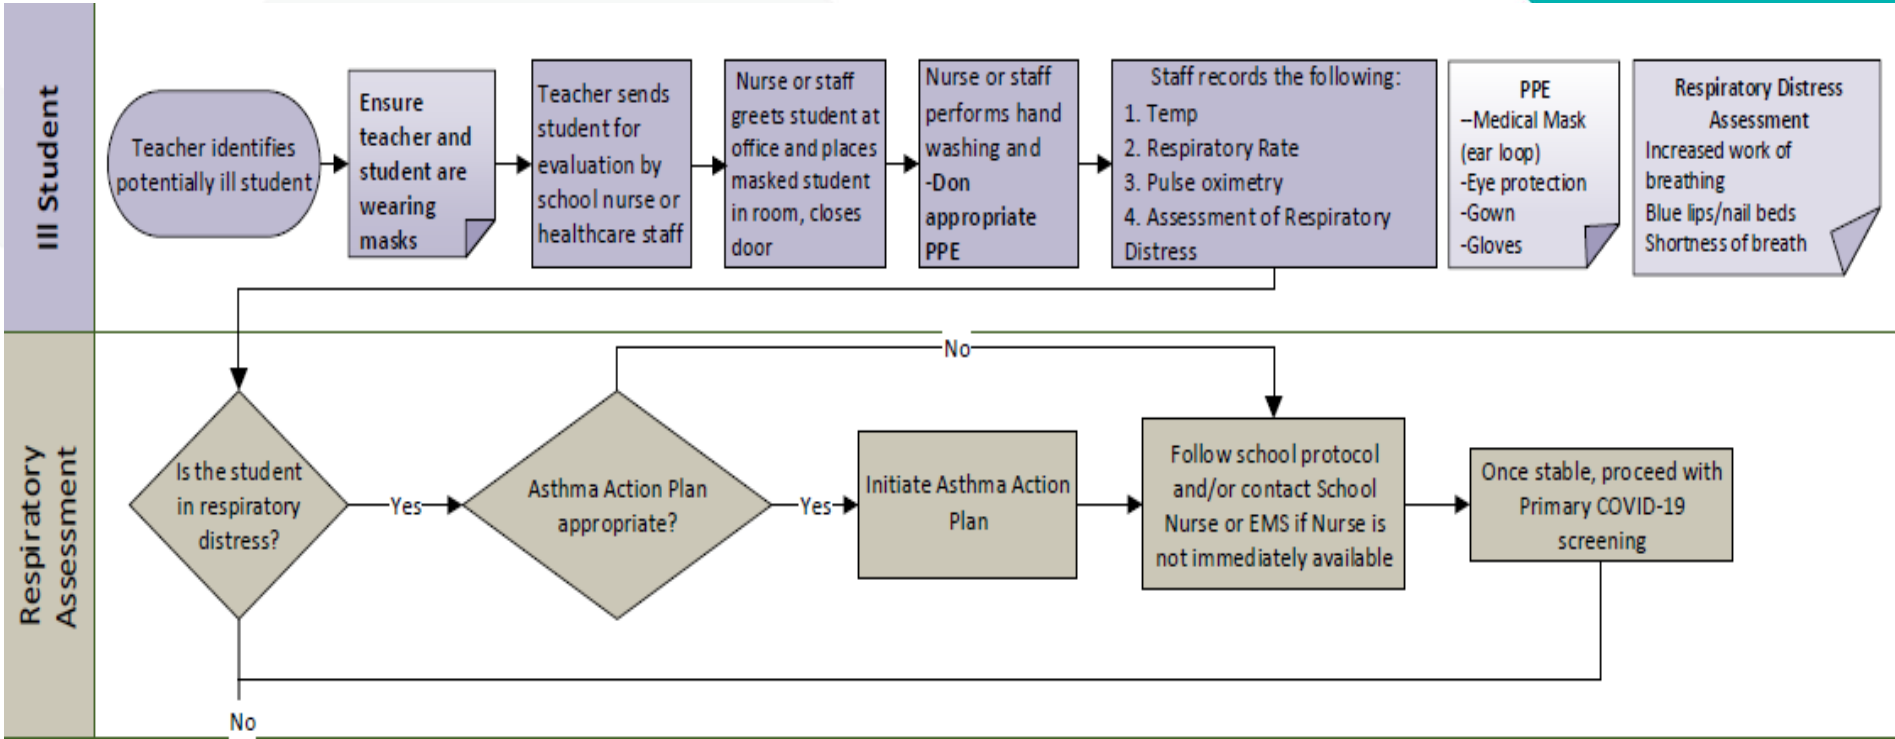 Ill Student
Teacher identifies
potentially ill student
Ensure
teacher and
student are
wearing
masks
Teacher sends
student for
evaluation by
school nurse or
healthcare staff
Nurse or staff
greets student at
office and places
masked student
in room, closes
door
Nurse or staff
performs hand
washing and
-Don
appropriate
PPE
Staff records the following:
1. Temp
2. Respiratory Rate
3. Pulse oximetry
4. Assessment of Respiratory
Distress
PPE
--Medical Mask
(ear loop)
-Eye protection
-Gown
-Gloves
Respiratory Distress
Assessment
Increased work of
breathing
Blue lips/nail beds
Shortness of breath
Respiratory
Assessment
Is the student
in respiratory
distress?
Yes
Asthma Action Plan
appropriate?
No
Yes
Initiate Asthma Action
Plan
Follow school protocol
and/or contact School
Nurse or EMS if Nurse is
not immediately available
Once stable, proceed with
Primary COVID-19
screening
No